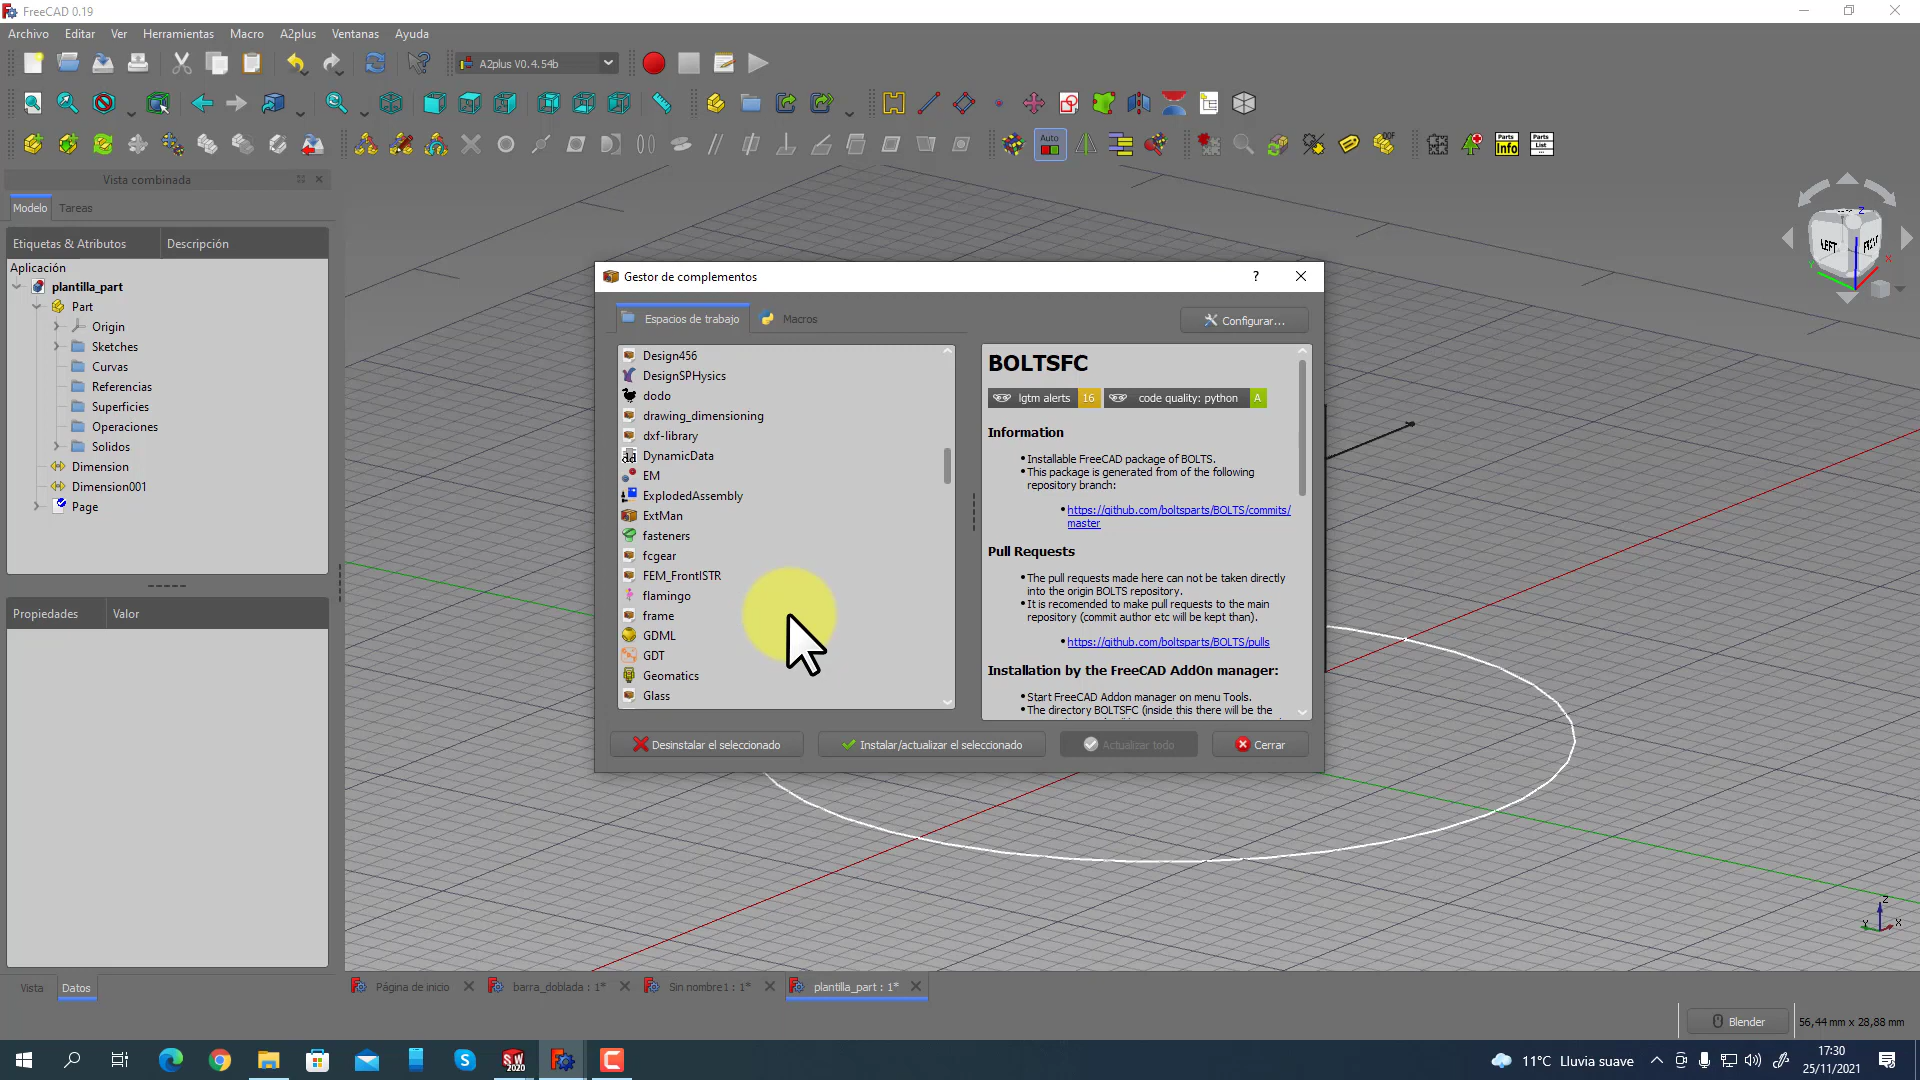 FreeCAD 0.19
Archivo Editar Ver Herramientas Macro A2plus Ventanas Ayuda
A2plus V0.4.54b
Auto
DOF
Parts Info
Parts List
Vista combinada
Modelo Tareas
Etiquetas & Atributos Descripción
Aplicación
plantilla_part
Part
Origin
Sketches
Curvas
Referencias
Superficies
Operaciones
Solidos
Dimension
Dimension001
Page
Propiedades Valor
Vista Datos
Gestor de complementos
?
Espacios de trabajo Macros
Configurar...
Design456
DesignSPHysics
dodo
drawing_dimensioning
dxf-library
DynamicData
EM
ExplodedAssembly
ExtMan
fasteners
fcgear
FEM_FrontISTR
flamingo
frame
GDML
GDT
Geomatics
Glass
BOLTSFC
lgtm alerts 16 code quality: python A
Information
Installable FreeCAD package of BOLTS.
This package is generated from of the following
repository branch:
https://github.com/boltsparts/BOLTS/commits/
master
Pull Requests
The pull requests made here can not be taken directly
into the origin BOLTS repository.
It is recomended to make pull requests to the main
repository (commit author etc will be kept than).
https://github.com/boltsparts/BOLTS/pulls
Installation by the FreeCAD AddOn manager:
Start FreeCAD Addon manager on menu Tools.
The directory BOLTSFC (inside this there will be the
Desinstalar el seleccionado Instalar/actualizar el seleccionado Actualizar todo Cerrar
LEFT
Z
X
Y
Z
Y
X
Página de inicio barra_doblada : 1* Sin nombre1 : 1* plantilla_part : 1*
Blender 56,44 mm x 28,88 mm
SW 2020
11°C Lluvia suave
17:30
25/11/2021